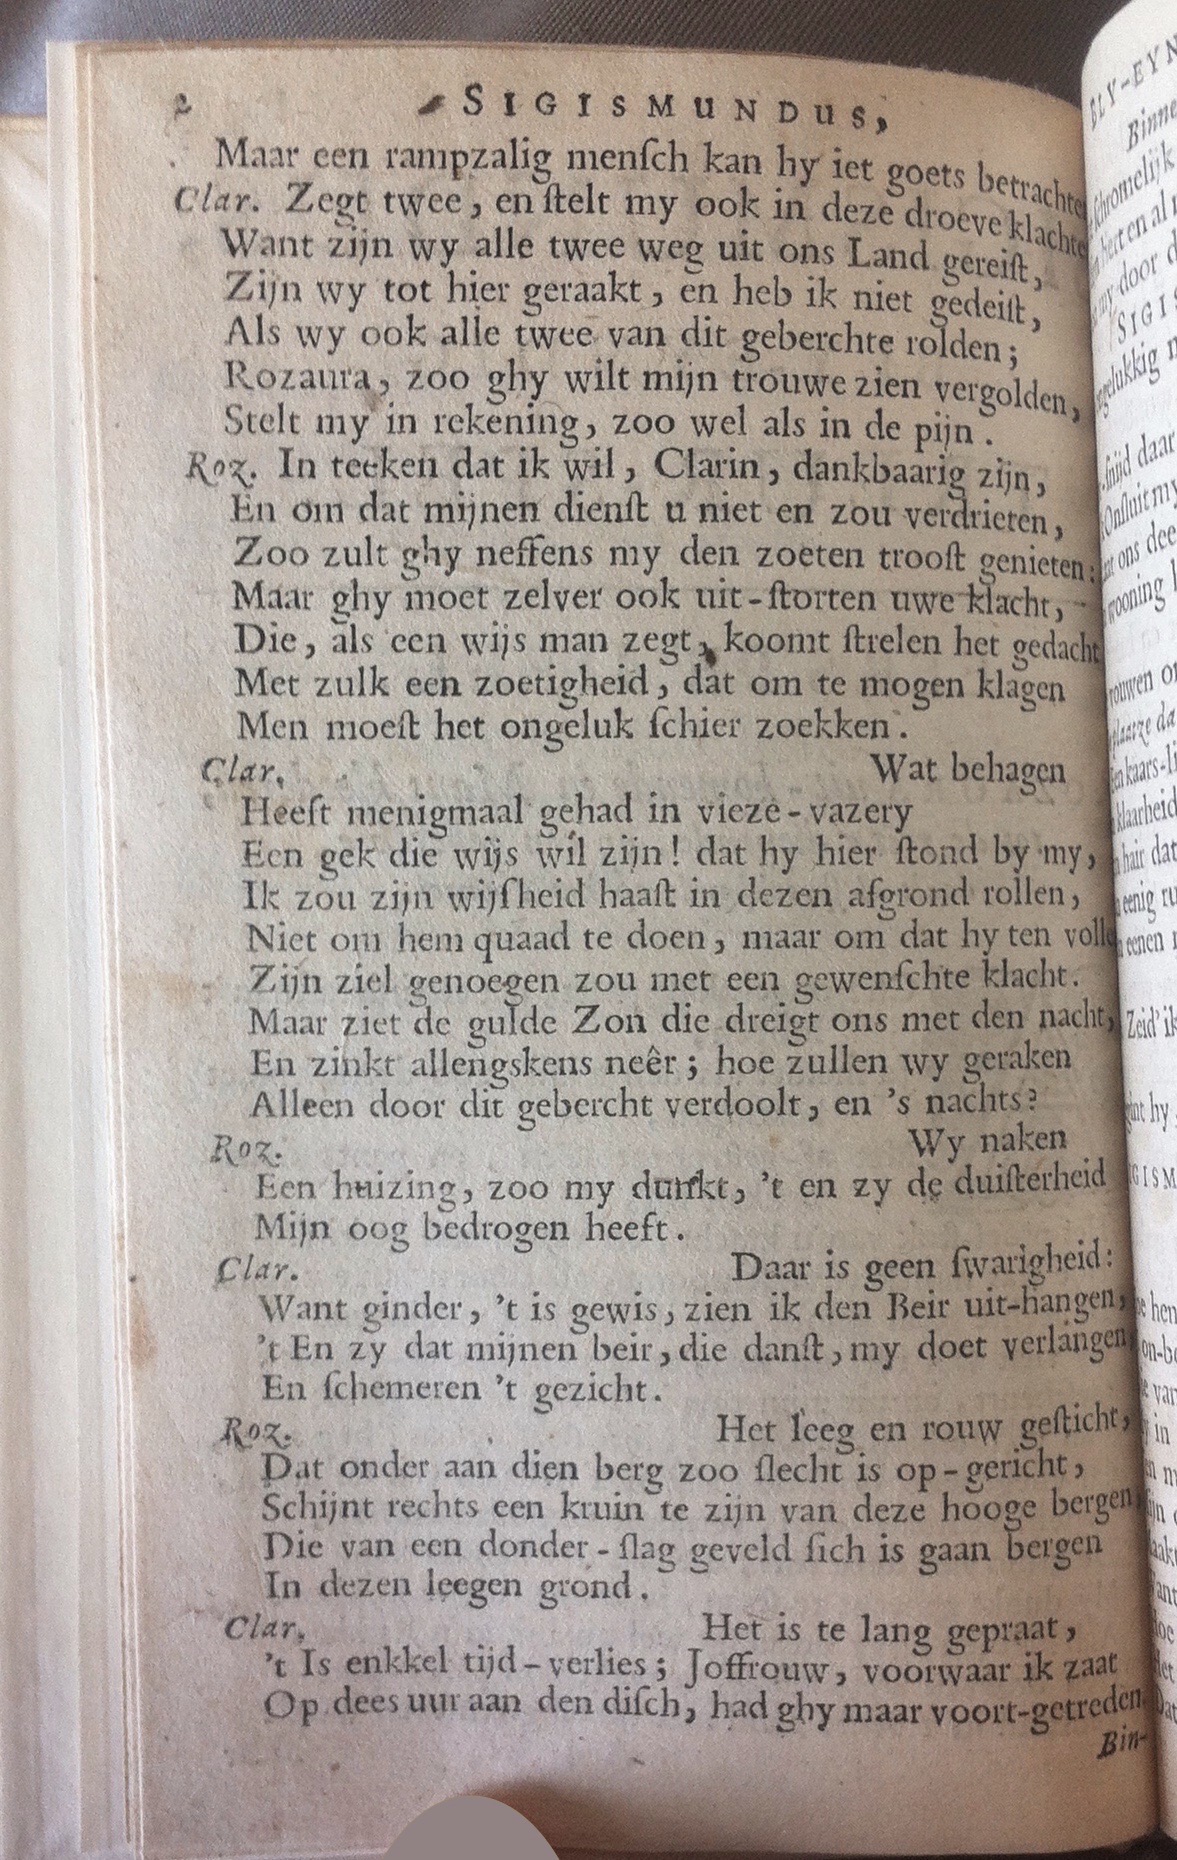 2 SIGISMUNDUS,
Maar een rampzalig menſch kan hy iet goets betrachte
Clar. Zegt twee, en ſtelt my ook in deze droeve klachte
Want zijn wy alle twee weg uit ons Land gereiſt,
Zijn wy tot hier geraakt, en heb ik niet gedeiſt,
Als wy ook alle twee van dit geberchte rolden;
Rozaura, zoo ghy wilt mijn trouwe zien vergolden,
Stelt my in rekening, zoo wel als in de pijn.
Roz. In teeken dat ik wil, Clarin, dankbaarig zijn,
En om dat mijnen dienſt u niet en zou verdrieten,
Zoo zult ghy neffens my den zoeten trooſt genieten:
Maar ghy moet zelver ook uit-ſtorten uwe klacht,
Die, als een wijs man zegt, koomt ſtrelen het gedacht
Met zulk een zoetigheid, dat om te mogen klagen
Men moeſt het ongeluk ſchier zoekken.
Clar. Wat behagen
Heeft menigmaal gehad in vieze-vazery
Een gek die wijs wil zijn! dat hy hier ſtond by my,
Ik zou zijn wijſheid haaſt in dezen afgrond rollen,
Niet om hem quaad te doen, maar om dat hy ten volle
Zijn ziel genoegen zou met een gewenſchte klacht.
Maar ziet de gulde Zon die dreigt ons met den nacht,
En zinkt allengskens neêr; hoe zullen wy geraken
Alleen door dit gebercht verdoolt, en 's nachts?
Roz. Wy naken
Een huizing, zoo my dunkt, 't en zy de duiſterheid
Mijn oog bedrogen heeft.
Clar. Daar is geen ſwarigheid:
Want ginder, 't is gewis, zien ik den Beir uit-hangen,
't En zy dat mijnen beir, die danſt, my doet verlangen
En ſchemeren 't gezicht.
Roz. Het leeg en rouw geſticht,
Dat onder aan dien berg zoo ſlecht is op-gericht,
Schijnt rechts een kruin te zijn van deze hooge bergen,
Die van een donder-ſlag geveld ſich is gaan bergen
In dezen leegen grond.
Clar. Het is te lang gepraat,
't Is enkkel tijd-verlies; Joffrouw, voorwaar ik zaat
Op dees uur aan den diſch, had ghy maar voort-getreden.
Bin-